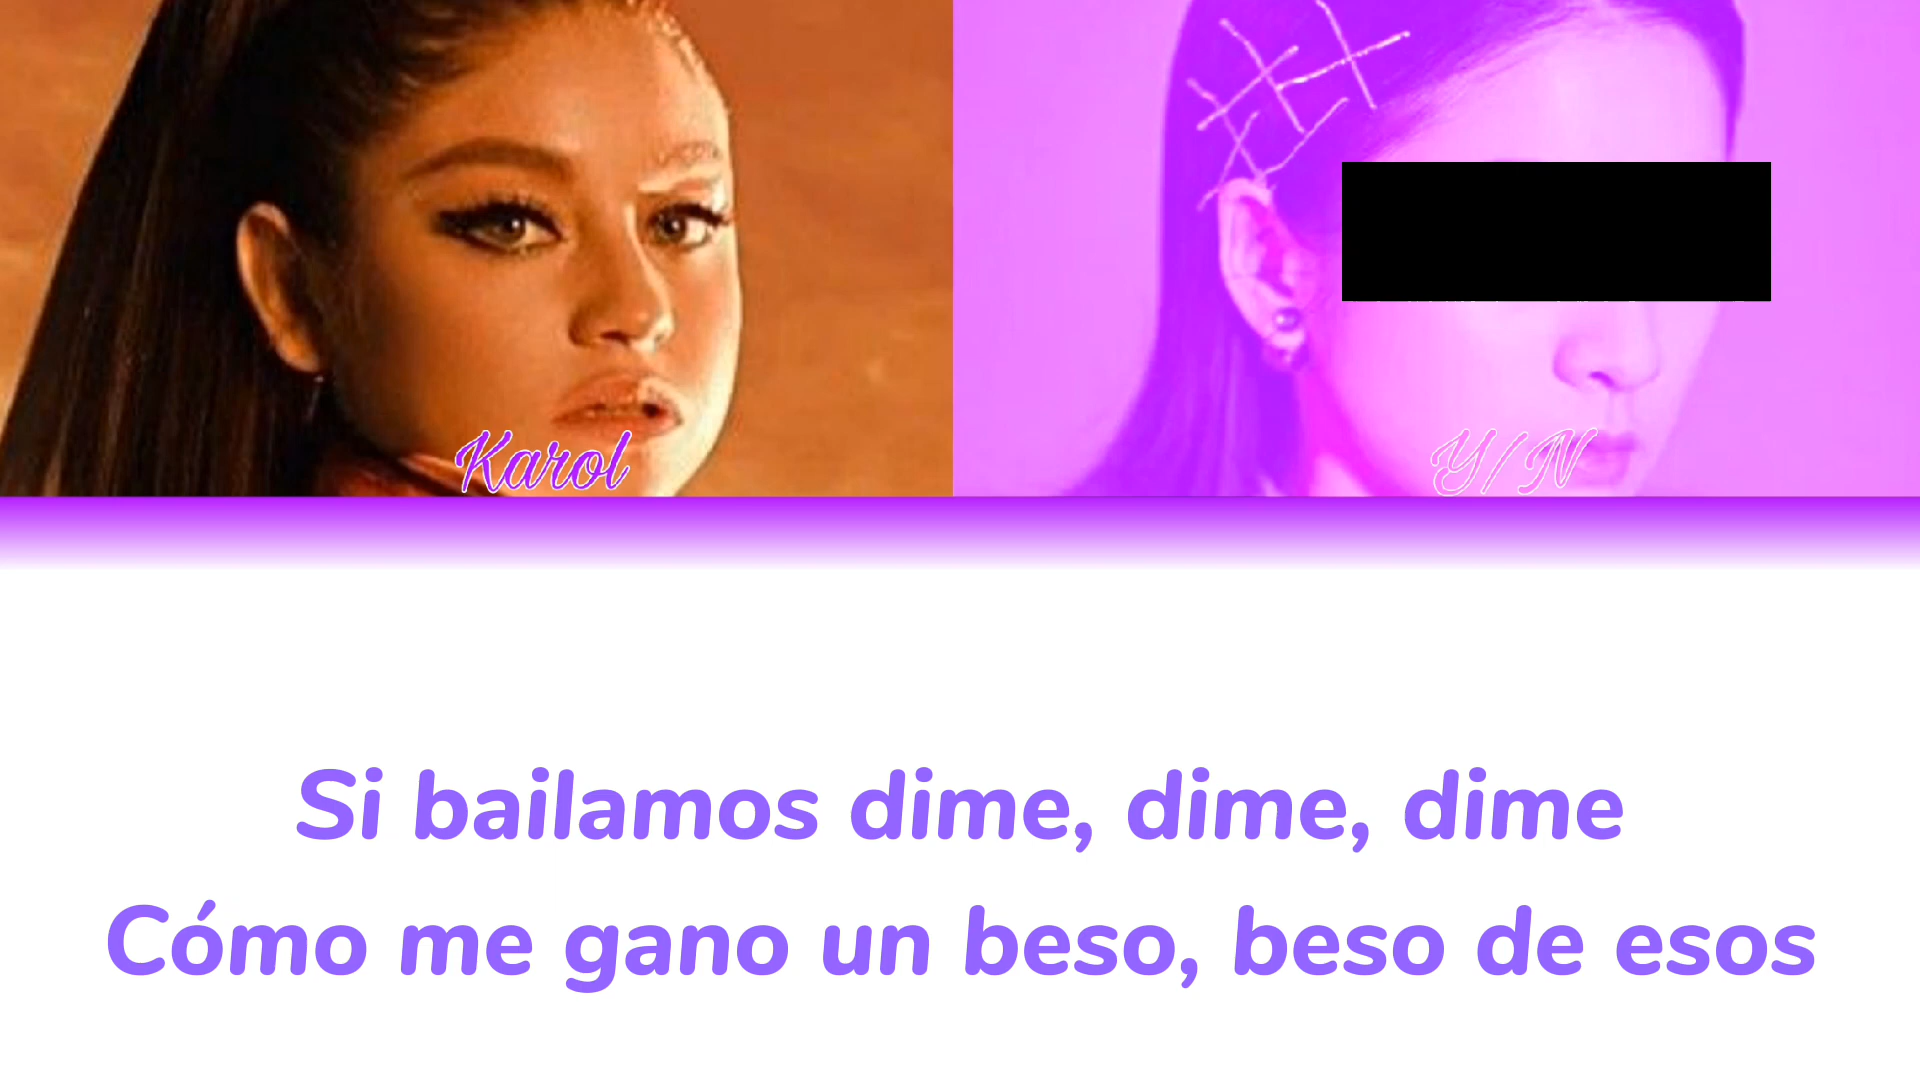 Karol
Y/N
Si bailamos dime, dime, dime
Cómo me gano un beso, beso de esos